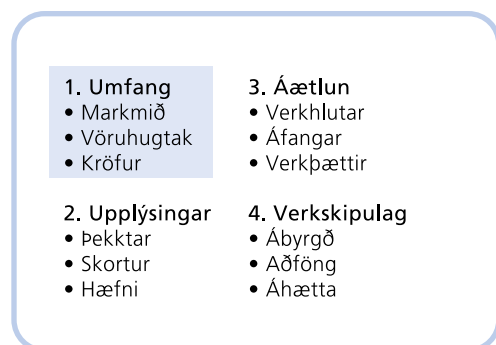 1. Umfang
• Markmið
• Vöruhugtak
• Kröfur
2. Upplýsingar
• Þekktar
• Skortur
• Hæfni
3. Áætlun
• Verkhlutar
• Áfangar
• Verkþættir
4. Verkskipulag
• Ábyrgð
• Aðföng
• Áhætta